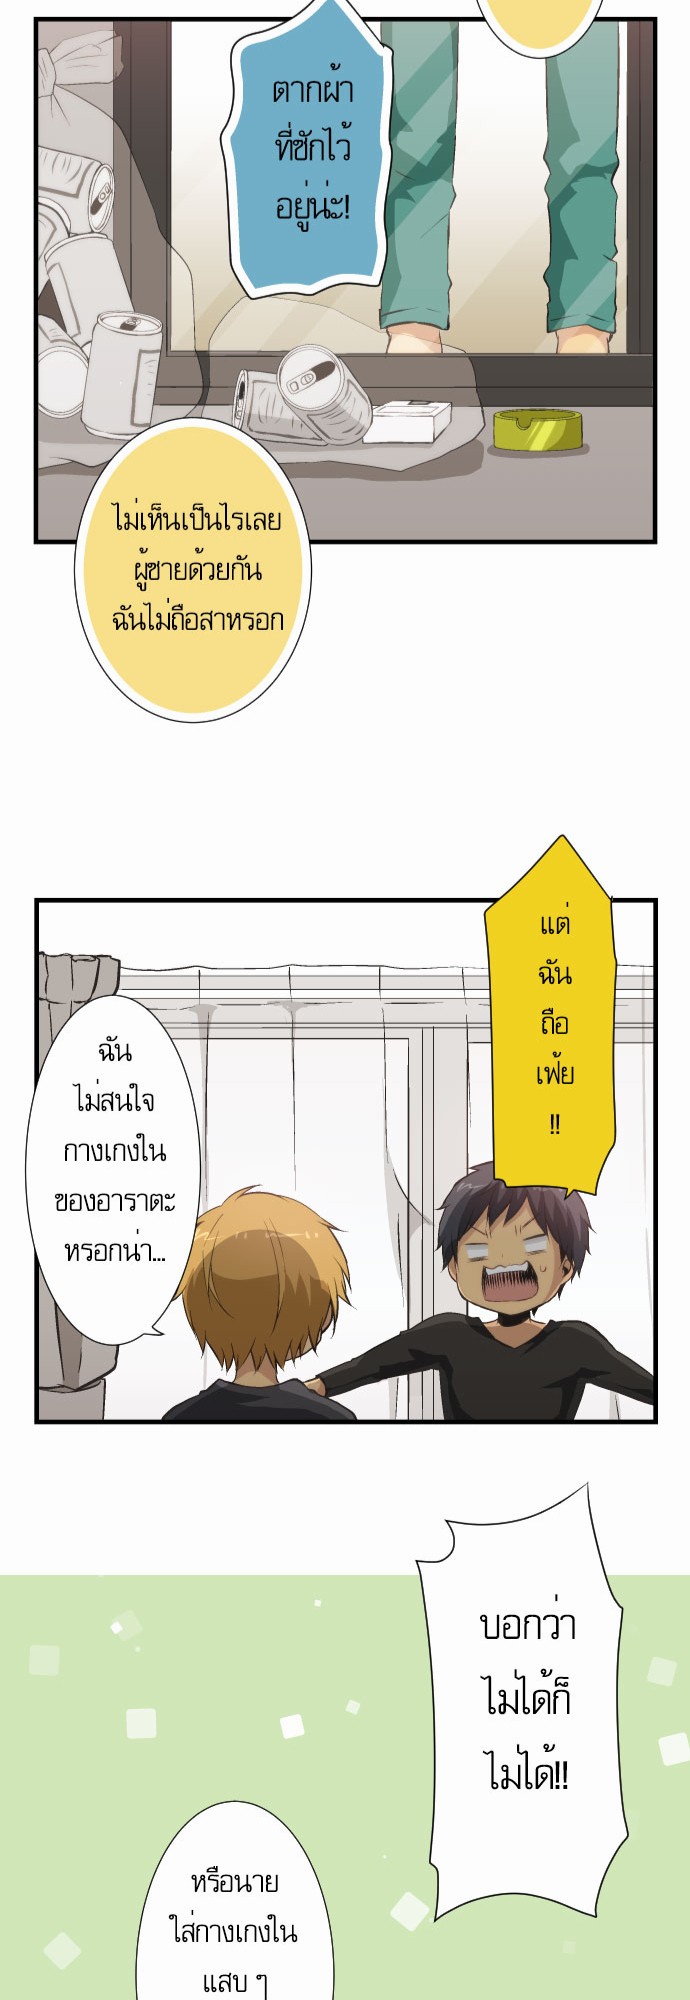 ตากผ้า
ที่ซักไว้
อยู่น่ะ!
ไม่เห็นเป็นไรเลย
ผู้ชายด้วยกัน
ฉันไม่ถือสาหรอก
แต่
ฉัน
ถือ
เฟ้ย
!!
ฉัน
ไม่สนใจ
กางเกงใน
ของอาราตะ
หรอกน่า...
บอกว่า
ไม่ได้ก็
ไม่ได้!!
หรือนาย
ใส่กางเกงใน
แสบ ๆ